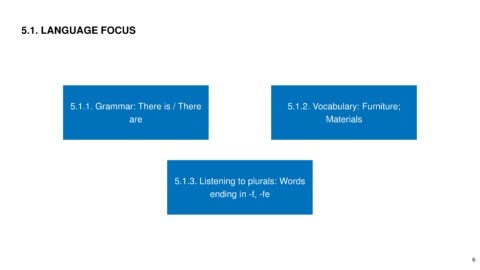 5.1. LANGUAGE FOCUS
5.1.1. Grammar: There is / There
are
5.1.2. Vocabulary: Furniture;
Materials
5.1.3. Listening to plurals: Words
ending in -f, -fe
6